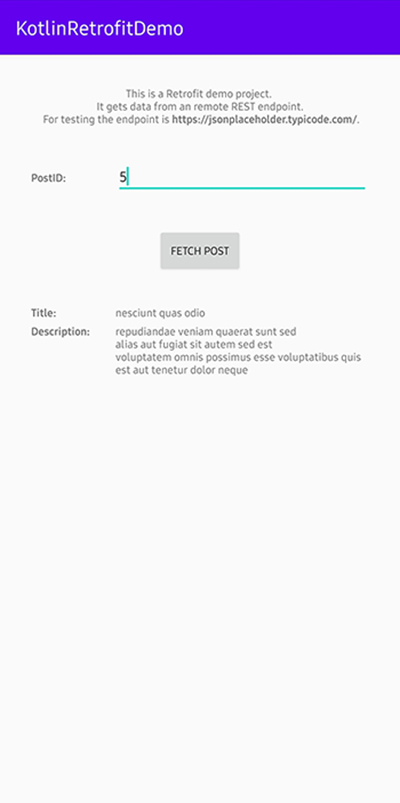 KotlinRetrofitDemo
This is a Retrofit demo project.
It gets data from an remote REST endpoint.
For testing the endpoint is https://jsonplaceholder.typicode.com/.
PostID: 5
FETCH POST
Title: nesciunt quas odio
Description: repudiandae veniam quaerat sunt sed
alias aut fugiat sit autem sed est
voluptatem omnis possimus esse voluptatibus quis
est aut tenetur dolor neque